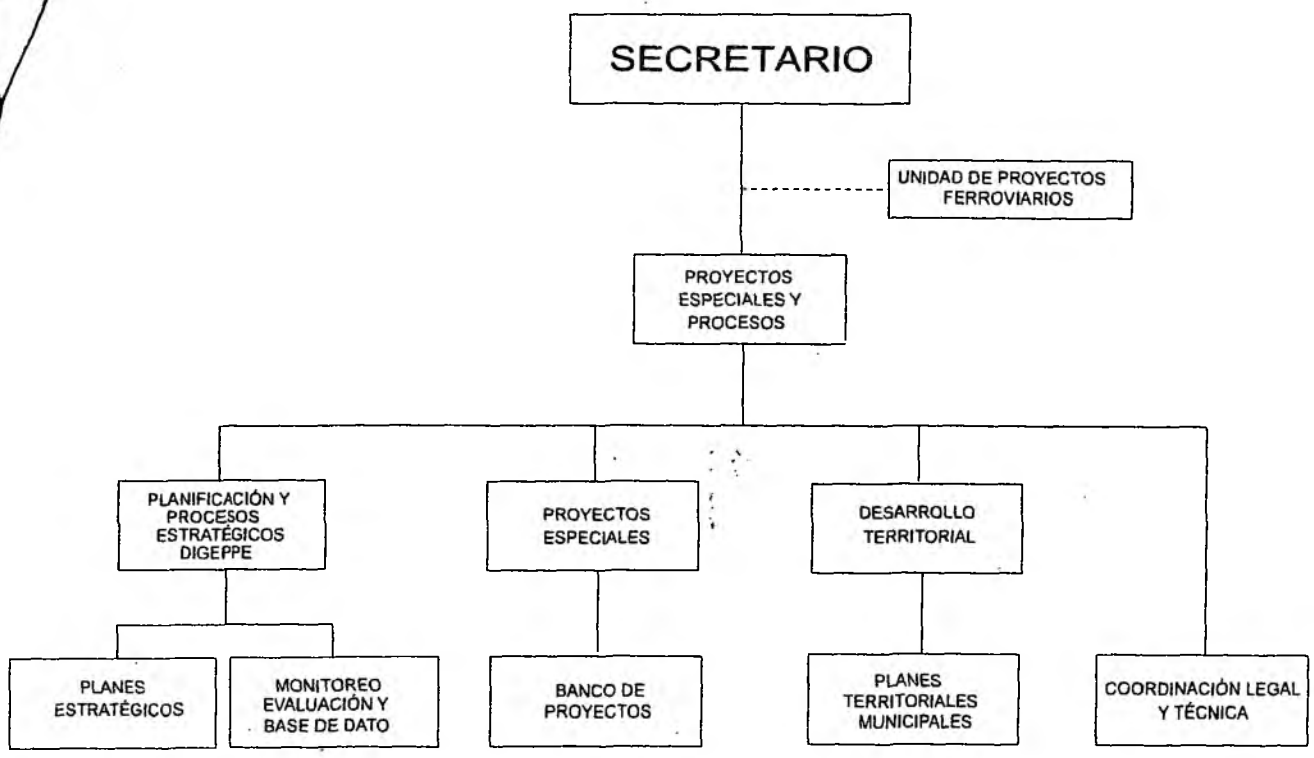 SECRETARIO
UNIDAD DE PROYECTOS
FERROVIARIOS
PROYECTOS
ESPECIALES Y
PROCESOS
PLANIFICACIÓN Y
PROCESOS
ESTRATÉGICOS
DIGEPPE
PROYECTOS
ESPECIALES
DESARROLLO
TERRITORIAL
PLANES
ESTRATÉGICOS
MONITOREO
EVALUACIÓN Y
BASE DE DATO
BANCO DE
PROYECTOS
PLANES
TERRITORIALES
MUNICIPALES
COORDINACIÓN LEGAL
Y TÉCNICA